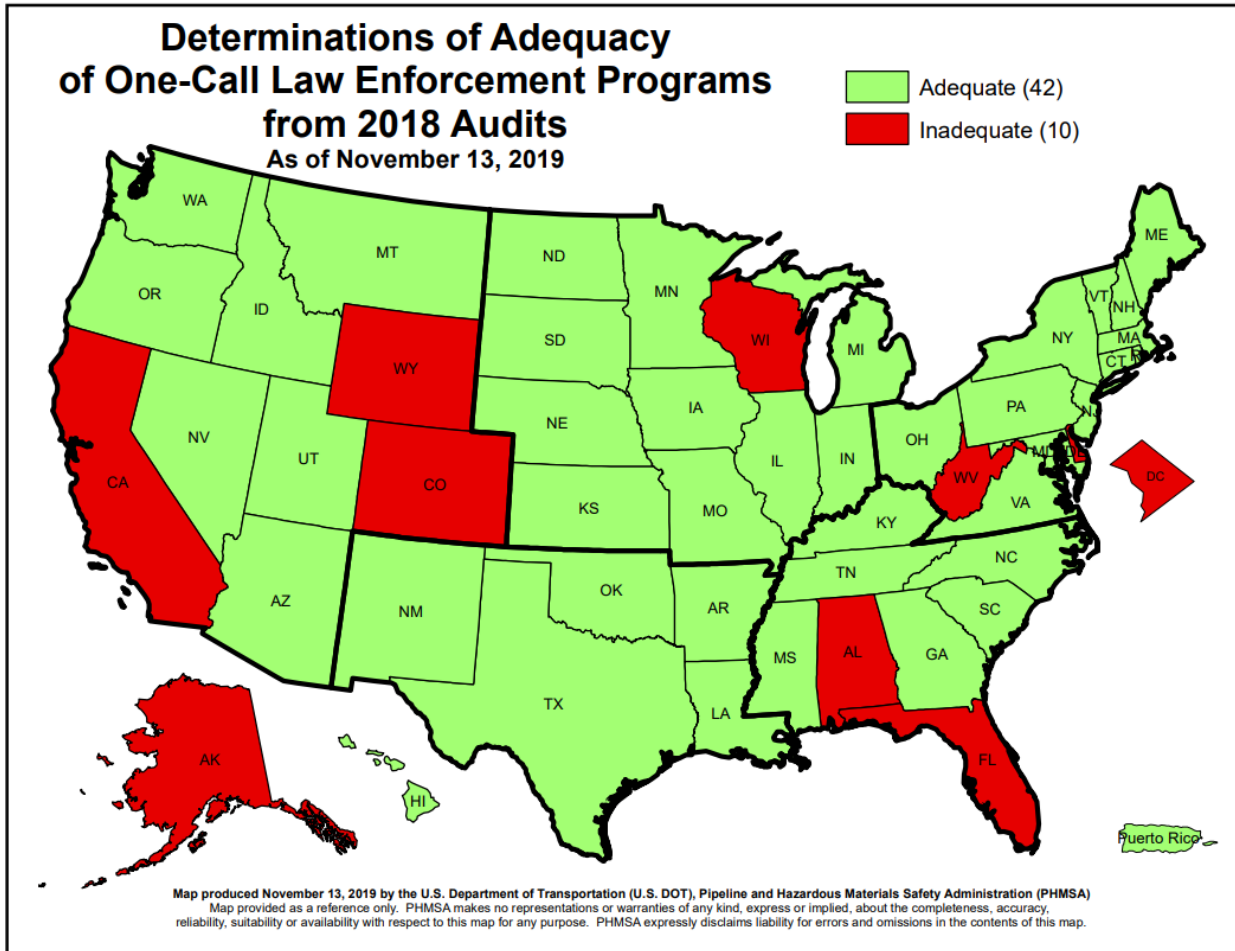 Determinations of Adequacy
of One-Call Law Enforcement Programs
from 2018 Audits
As of November 13, 2019
Adequate (42)
Inadequate (10)
WA
MT
ND
MN
ME
OR
ID
SD
WI
MI
NY
VT
NH
MA
CT
R
WY
NE
IA
PA
NJ
NV
UT
CO
KS
MO
IL
IN
OH
WV
MD
DE
DC
CA
KY
VA
AZ
NM
OK
AR
TN
NC
SC
MS
AL
GA
TX
LA
FL
AK
HI
Puerto Rico
Map produced November 13, 2019 by the U.S. Department of Transportation (U.S. DOT), Pipeline and Hazardous Materials Safety Administration (PHMSA)
Map provided as a reference only. PHMSA makes no representations or warranties of any kind, express or implied, about the completeness, accuracy,
reliability, suitability or availability with respect to this map for any purpose. PHMSA expressly disclaims liability for errors and omissions in the contents of this map.